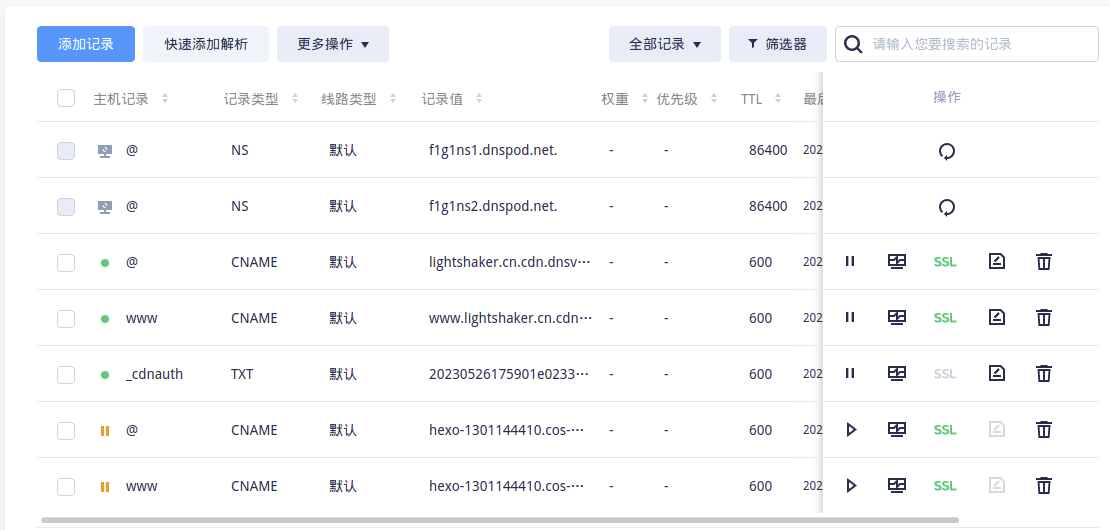 添加记录 快速添加解析 更多操作 全部记录 筛选器 请输入您要搜索的记录
主机记录 记录类型 线路类型 记录值 权重 优先级 TTL 最后 操作
@ NS 默认 f1g1ns1.dnspod.net. - - 86400 202
@ NS 默认 f1g1ns2.dnspod.net. - - 86400 202
@ CNAME 默认 lightshaker.cn.cdn.dnsv··· - - 600 202 SSL
www CNAME 默认 www.lightshaker.cn.cdn··· - - 600 202 SSL
_cdnauth TXT 默认 20230526175901e0233··· - - 600 202 SSL
@ CNAME 默认 hexo-1301144410.cos-··· - - 600 202 SSL
www CNAME 默认 hexo-1301144410.cos-··· - - 600 202 SSL